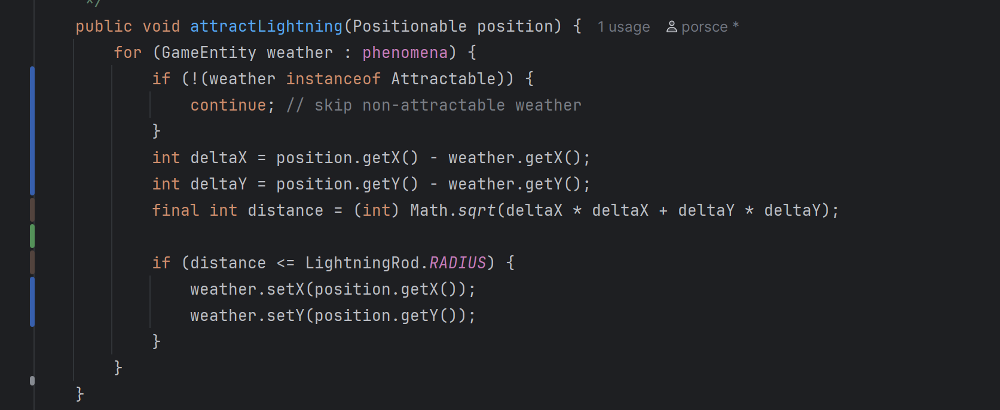 */
public void attractLightning(Positionable position) { 1 usage porsce *
for (GameEntity weather : phenomena) {
if (!(weather instanceof Attractable)) {
continue; // skip non-attractable weather
}
int deltaX = position.getX() - weather.getX();
int deltaY = position.getY() - weather.getY();
final int distance = (int) Math.sqrt(deltaX * deltaX + deltaY * deltaY);
if (distance <= LightningRod.RADIUS) {
weather.setX(position.getX());
weather.setY(position.getY());
}
}
}